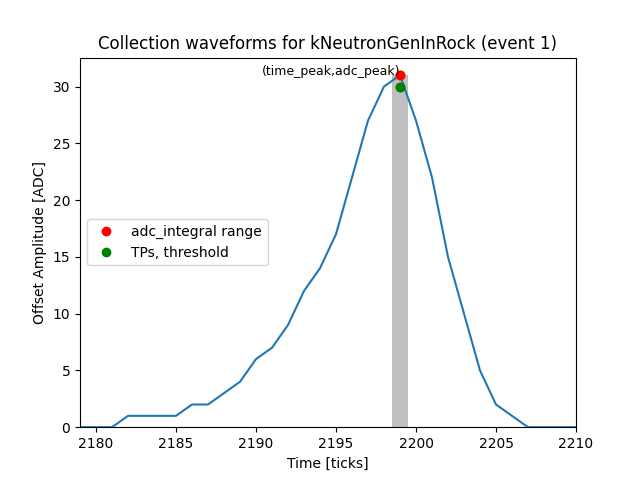 Collection waveforms for kNeutronGenInRock (event 1)
(time_peak,adc_peak)
30
25
20
15
10
5
0
Offset Amplitude [ADC]
adc_integral range
TPs, threshold
2180 2185 2190 2195 2200 2205 2210
Time [ticks]